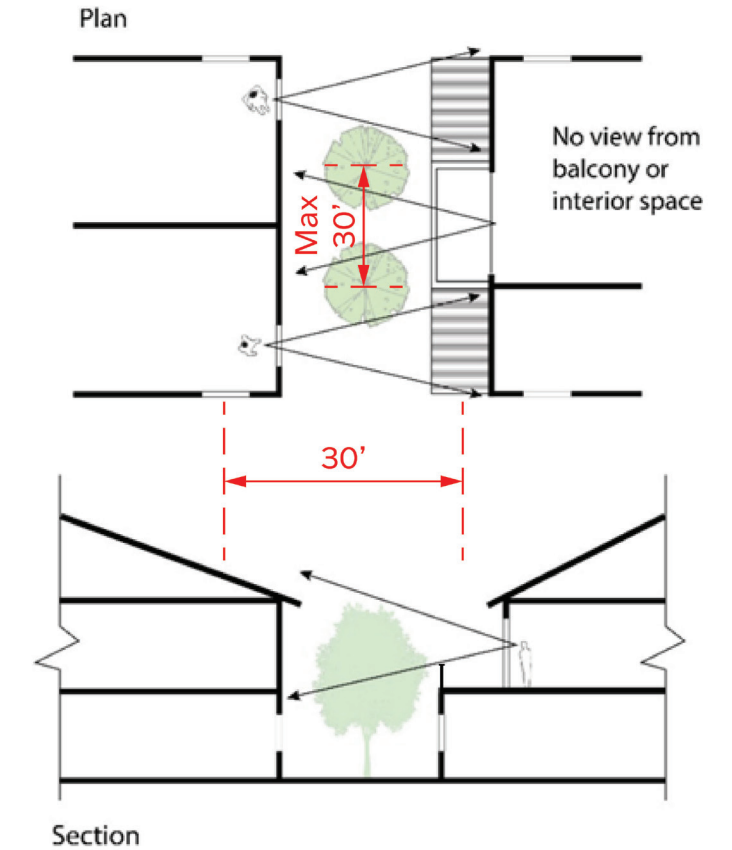 Plan
No view from
balcony or
interior space
Max
30’
30’
Section